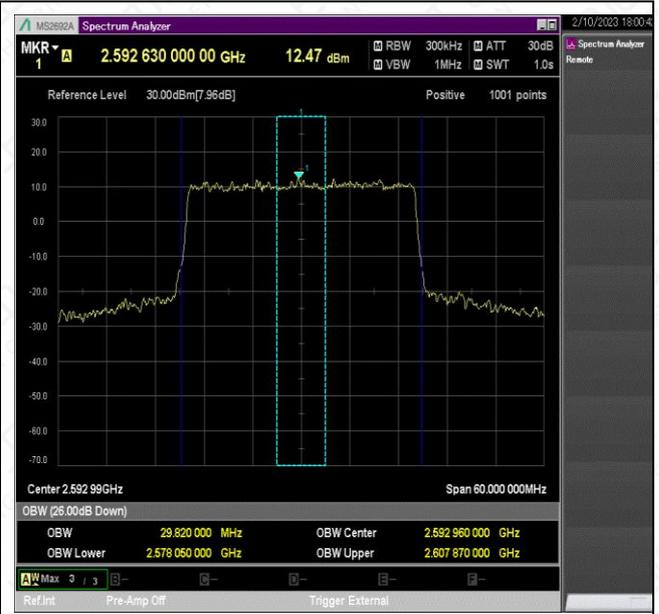 MS2692A Spectrum Analyzer
2/10/2023 18:00:4
MKR 1 A 2.592 630 000 00 GHz 12.47 dBm
M RBW 300kHz M ATT 30dB
M VBW 1MHz M SWT 1.0s
Spectrum Analyzer
Remote
Reference Level 30.00dBm[7.96dB] Positive 1001 points
1
30.0
20.0
1
10.0
0.0
-10.0
-20.0
-30.0
-40.0
-50.0
-60.0
-70.0
Center 2.592 99GHz Span 60.000 000MHz
OBW (26.00dB Down)
OBW 29.820 000 MHz OBW Center 2.592 960 000 GHz
OBW Lower 2.578 050 000 GHz OBW Upper 2.607 870 000 GHz
A W Max 3 / 3 B- C- D- E- F-
Ref.Int Pre-Amp Off Trigger External